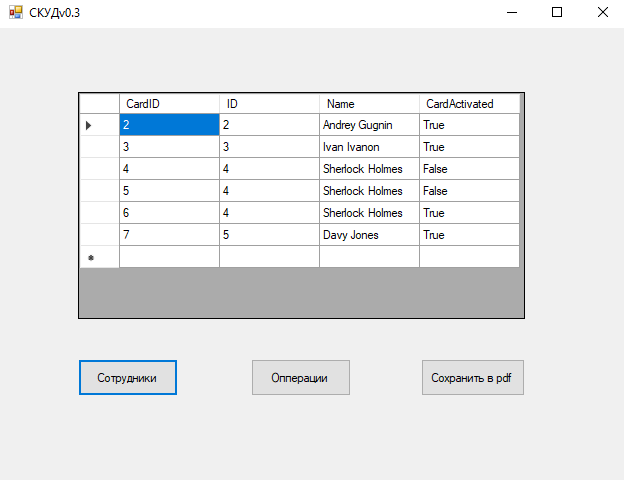 СКУДv0.3
CardID ID Name CardActivated
2 2 Andrey Gugnin True
3 3 Ivan Ivanon True
4 4 Sherlock Holmes False
5 4 Sherlock Holmes False
6 4 Sherlock Holmes True
7 5 Davy Jones True
Сотрудники Опперации Сохранить в pdf